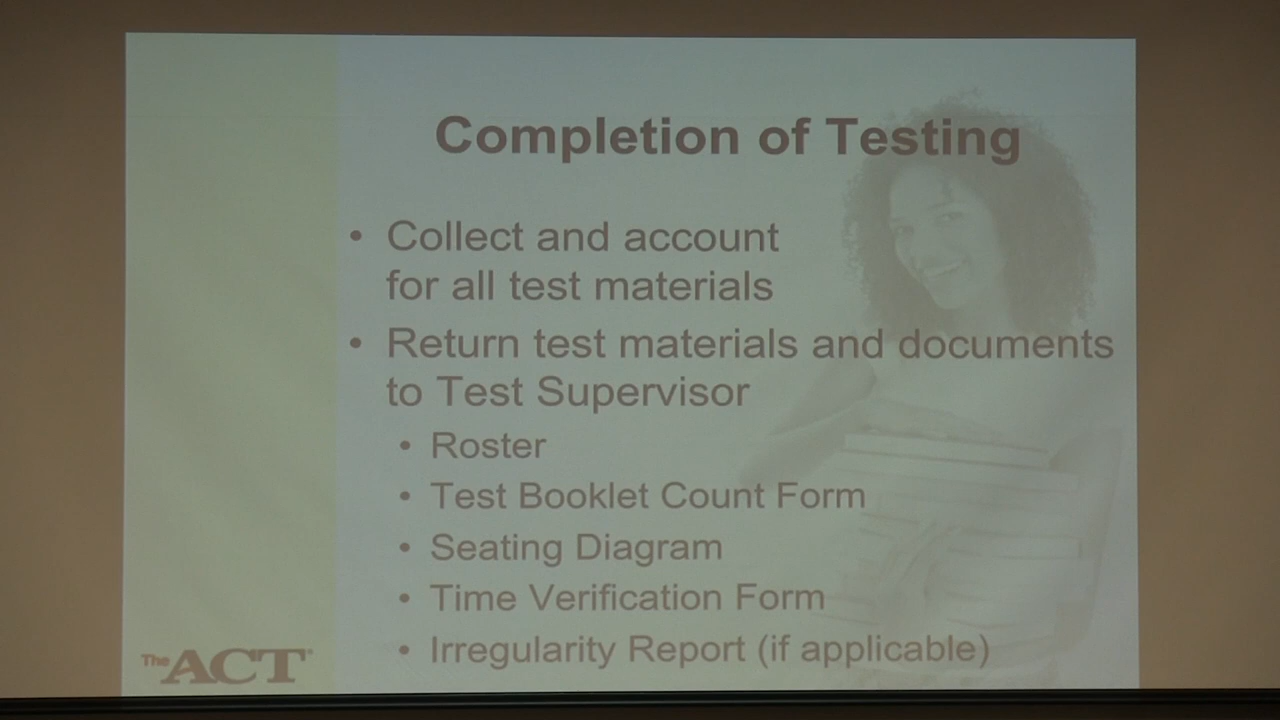 Completion of Testing
• Collect and account
for all test materials
• Return test materials and documents
to Test Supervisor
• Roster
• Test Booklet Count Form
• Seating Diagram
• Time Verification Form
• Irregularity Report (if applicable)
The ACT®